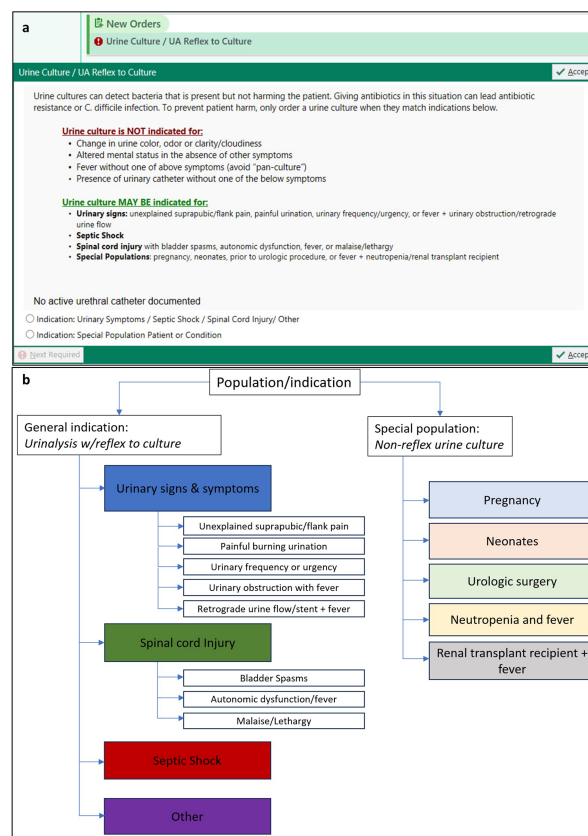 a
New Orders
Urine Culture / UA Reflex to Culture
Urine Culture / UA Reflex to Culture
Accep
Urine cultures can detect bacteria that is present but not harming the patient. Giving antibiotics in this situation can lead antibiotic
resistance or C. difficile infection. To prevent patient harm, only order a urine culture when they match indications below.
Urine culture is NOT indicated for:
• Change in urine color, odor or clarity/cloudiness
• Altered mental status in the absence of other symptoms
• Fever without one of above symptoms (avoid "pan-culture")
• Presence of urinary catheter without one of the below symptoms
Urine culture MAY BE indicated for:
• Urinary signs: unexplained suprapubic/flank pain, painful urination, urinary frequency/urgency, or fever + urinary obstruction/retrograde
urine flow
• Septic Shock
• Spinal cord injury with bladder spasms, autonomic dysfunction, fever, or malaise/lethargy
• Special Populations: pregnancy, neonates, prior to urologic procedure, or fever + neutropenia/renal transplant recipient
No active urethral catheter documented
Indication: Urinary Symptoms / Septic Shock / Spinal Cord Injury/ Other
Indication: Special Population Patient or Condition
Next Required
Accep
b
Population/indication
General indication:
Urinalysis w/reflex to culture
Urinary signs & symptoms
Unexplained suprapubic/flank pain
Painful burning urination
Urinary frequency or urgency
Urinary obstruction with fever
Retrograde urine flow/stent + fever
Spinal cord Injury
Bladder Spasms
Autonomic dysfunction/fever
Malaise/Lethargy
Septic Shock
Other
Special population:
Non-reflex urine culture
Pregnancy
Neonates
Urologic surgery
Neutropenia and fever
Renal transplant recipient +
fever